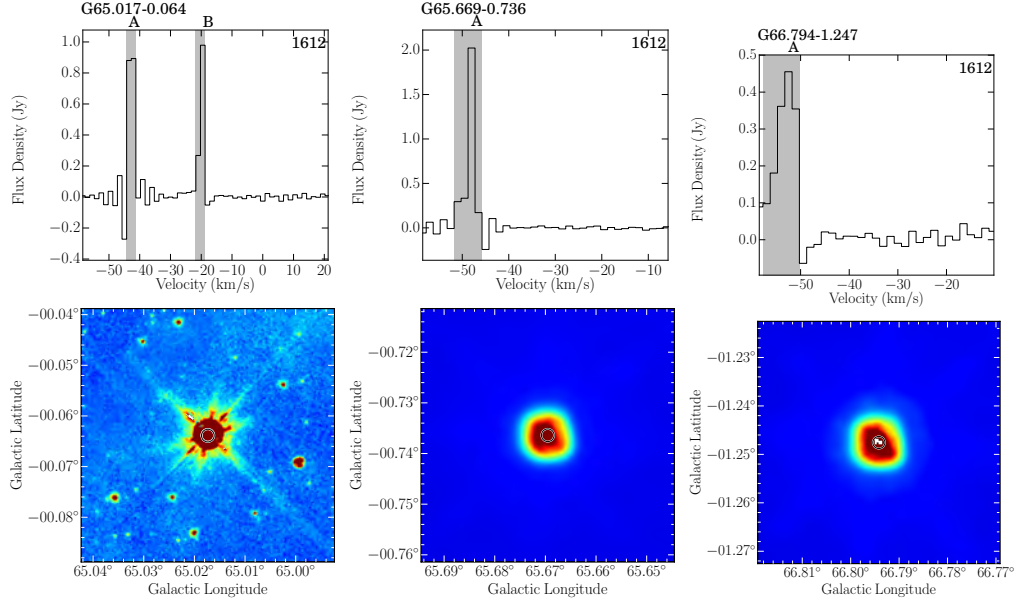 G65.017-0.064
A
B
1612
1.0
0.8
0.6
0.4
0.2
0.0
−0.2
−0.4
Flux Density (Jy)
−50 −40 −30 −20 −10 0 10 20
Velocity (km/s)
G65.669-0.736
A
1612
2.0
1.5
1.0
0.5
0.0
Flux Density (Jy)
−50 −40 −30 −20 −10
Velocity (km/s)
G66.794-1.247
A
1612
0.5
0.4
0.3
0.2
0.1
0.0
Flux Density (Jy)
−50 −40 −30 −20
Velocity (km/s)
−00.04°
−00.05°
−00.06°
−00.07°
−00.08°
Galactic Latitude
65.04° 65.03° 65.02° 65.01° 65.00°
Galactic Longitude
−00.72°
−00.73°
−00.74°
−00.75°
−00.76°
Galactic Latitude
65.69° 65.68° 65.67° 65.66° 65.65°
Galactic Longitude
−01.23°
−01.24°
−01.25°
−01.26°
−01.27°
Galactic Latitude
66.81° 66.80° 66.79° 66.78° 66.77°
Galactic Longitude